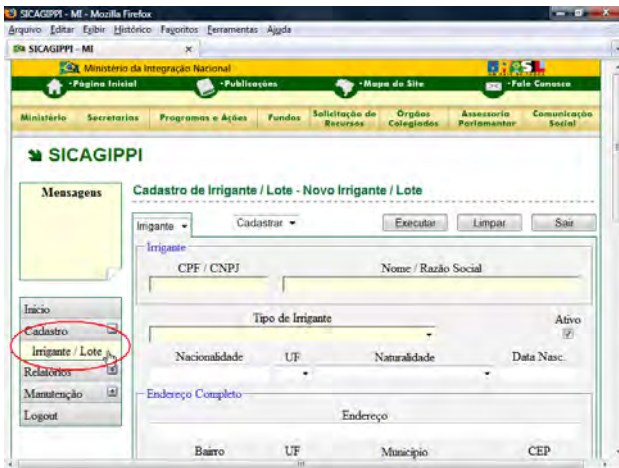 SICAGIPPI - MI - Mozilla Firefox
Arquivo Editar Exibir Histórico Favoritos Ferramentas Ajuda
SICAGIPPI - MI
Ministério da Integração Nacional
Página Inicial
Publicações
Mapa do Site
Fale Conosco
Ministério
Secretarias
Programas e Ações
Fundos
Solicitação de Recursos
Órgãos Colegiados
Assessoria Parlamentar
Comunicação Social
SICAGIPPI
Mensagens
Cadastro de Irrigante / Lote - Novo Irrigante / Lote
Irrigante
Cadastrar
Executar
Limpar
Sair
Irrigante
CPF / CNPJ
Nome / Razão Social
Tipo de Irrigante
Ativo
Nacionalidade
UF
Naturalidade
Data Nasc.
Endereço Completo
Endereço
Bairro
UF
Município
CEP
Início
Cadastro
Irrigante / Lote
Relatórios
Manutenção
Logout